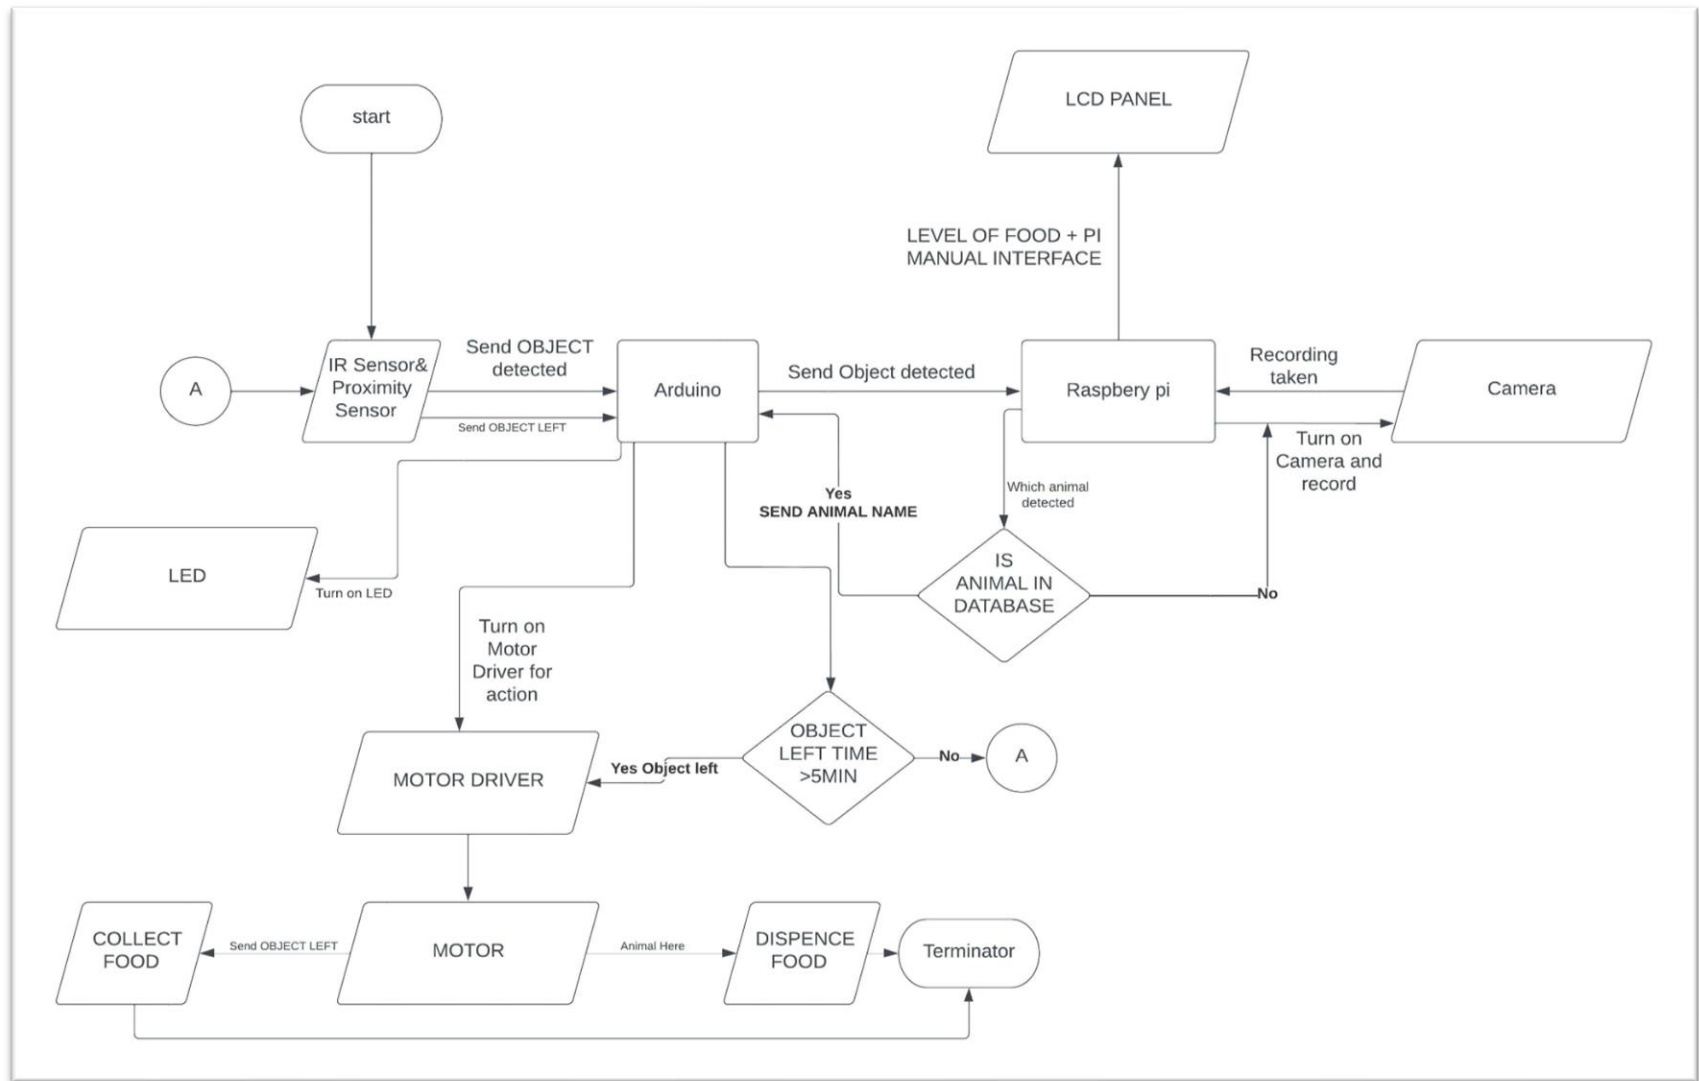 LCD PANEL
start
LEVEL OF FOOD + PI
MANUAL INTERFACE
A
IR Sensor&
Proximity
Sensor
Send OBJECT
detected
Send OBJECT LEFT
Arduino
Send Object detected
Raspbery pi
Recording
taken
Camera
Turn on
Camera and
record
Which animal
detected
Yes
SEND ANIMAL NAME
IS
ANIMAL IN
DATABASE
No
LED
Turn on LED
Turn on
Motor
Driver for
action
MOTOR DRIVER
Yes Object left
OBJECT
LEFT TIME
>5MIN
No
A
COLLECT
FOOD
Send OBJECT LEFT
MOTOR
Animal Here
DISPENCE
FOOD
Terminator